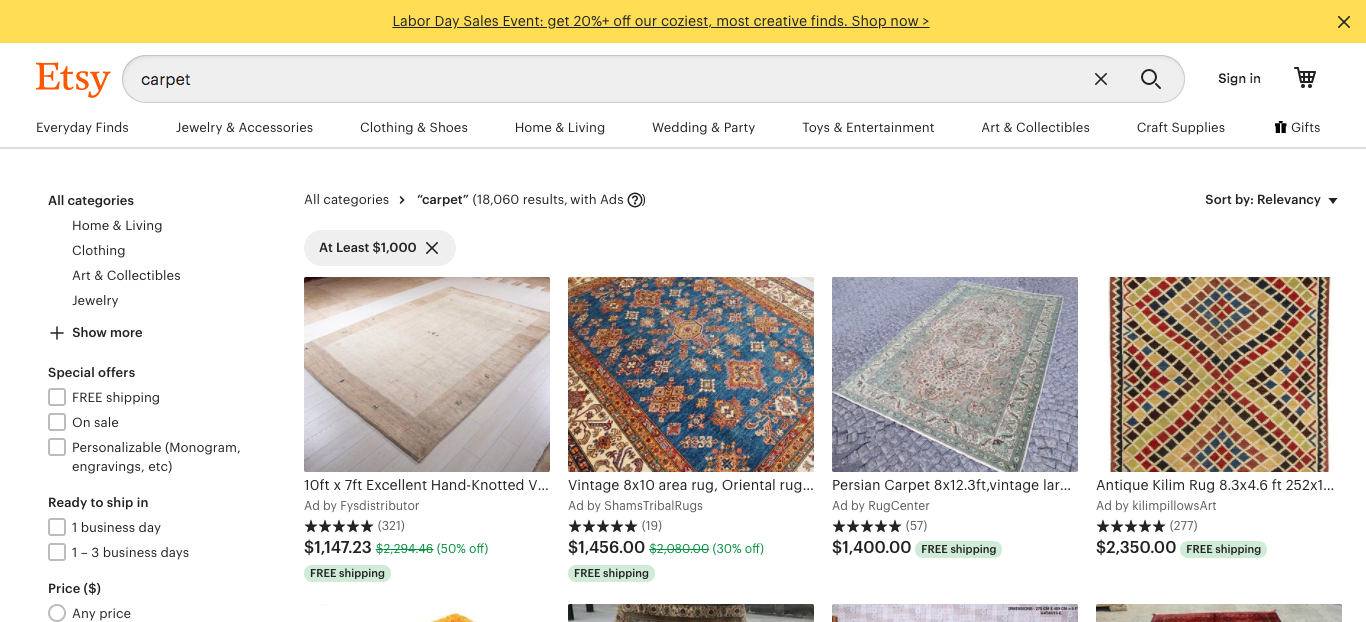 Labor Day Sales Event: get 20%+ off our coziest, most creative finds. Shop now >
Etsy
carpet
Sign in
Everyday Finds
Jewelry & Accessories
Clothing & Shoes
Home & Living
Wedding & Party
Toys & Entertainment
Art & Collectibles
Craft Supplies
Gifts
All categories
Home & Living
Clothing
Art & Collectibles
Jewelry
Show more
Special offers
FREE shipping
On sale
Personalizable (Monogram,
engravings, etc)
Ready to ship in
1 business day
1 – 3 business days
Price ($)
Any price
All categories > “carpet” (18,060 results, with Ads ?)
Sort by: Relevancy
At Least $1,000
10ft x 7ft Excellent Hand-Knotted V...
Ad by Fysdistributor
(321)
$1,147.23 $2,294.46 (50% off)
FREE shipping
Vintage 8x10 area rug, Oriental rug...
Ad by ShamsTribalRugs
(19)
$1,456.00 $2,080.00 (30% off)
FREE shipping
Persian Carpet 8x12.3ft,vintage lar...
Ad by RugCenter
(57)
$1,400.00 FREE shipping
Antique Kilim Rug 8.3x4.6 ft 252x1...
Ad by kilimpillowsArt
(277)
$2,350.00 FREE shipping